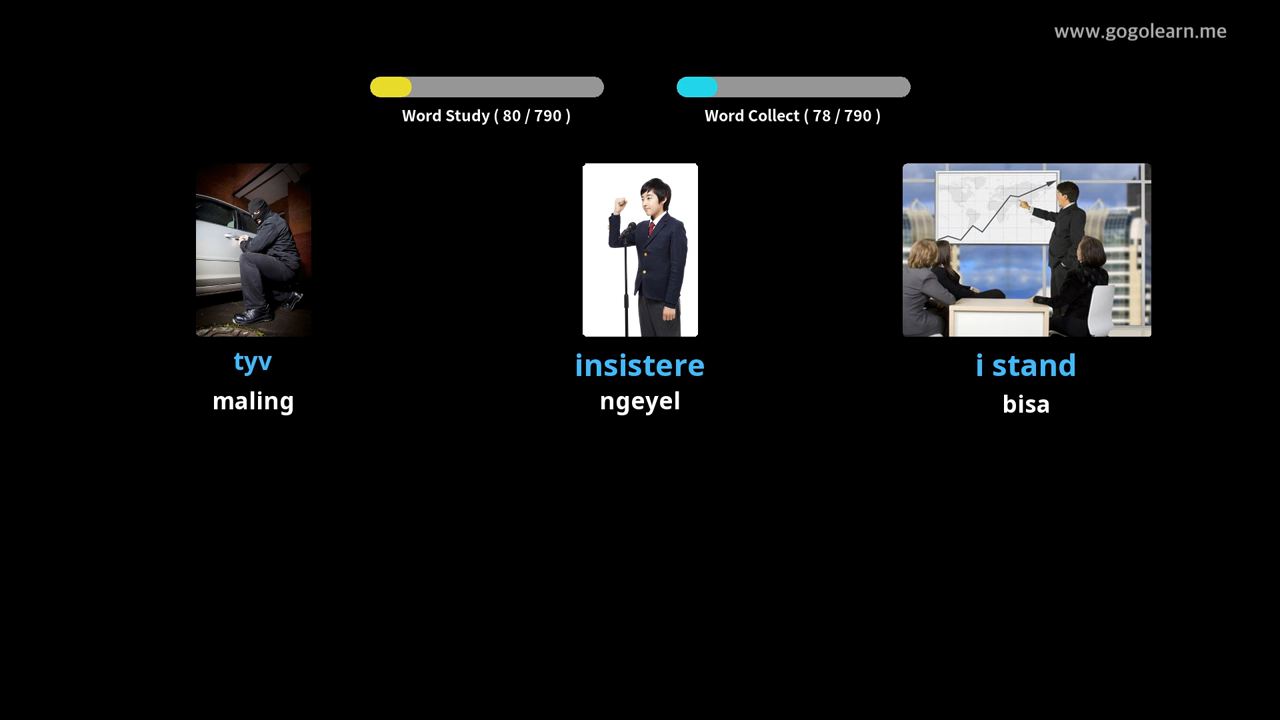 www.gogolearn.me
Word Study ( 80 / 790 )
Word Collect ( 78 / 790 )
tyv
maling
insistere
ngeyel
i stand
bisa